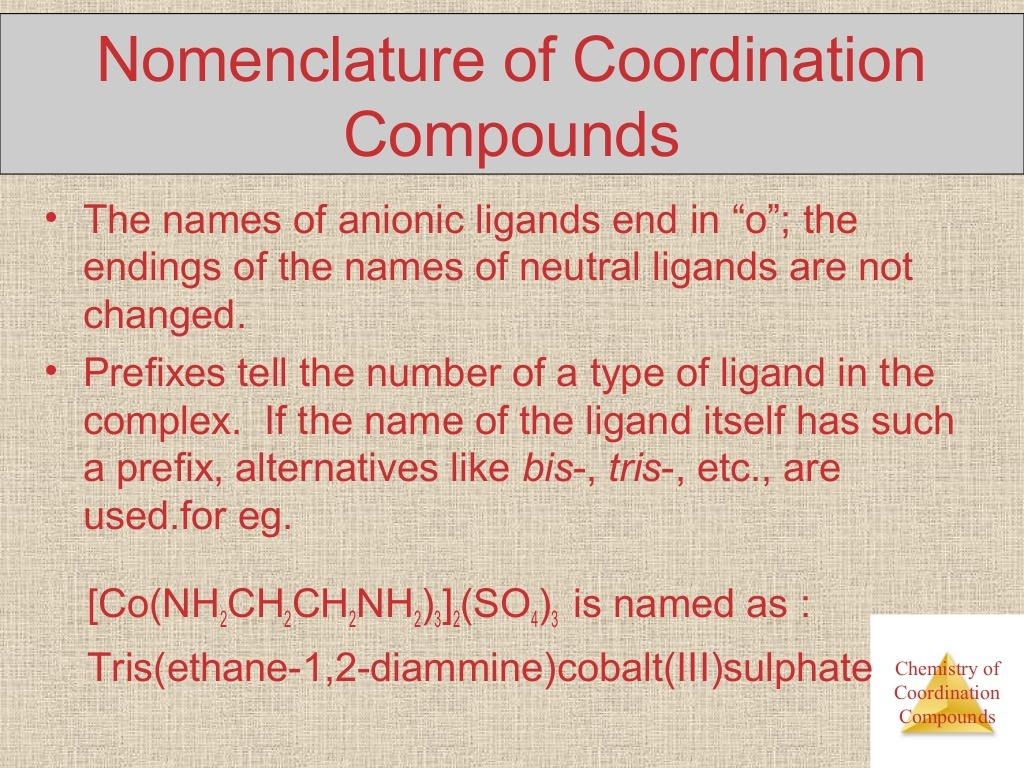 Nomenclature of Coordination
Compounds
• The names of anionic ligands end in “o”; the
endings of the names of neutral ligands are not
changed.
• Prefixes tell the number of a type of ligand in the
complex.  If the name of the ligand itself has such
a prefix, alternatives like bis-, tris-, etc., are
used.for eg.
[Co(NH₂CH₂CH₂NH₂)₃]₂(SO₄)₃ is named as :
Tris(ethane-1,2-diammine)cobalt(III)sulphate
Chemistry of
Coordination
Compounds